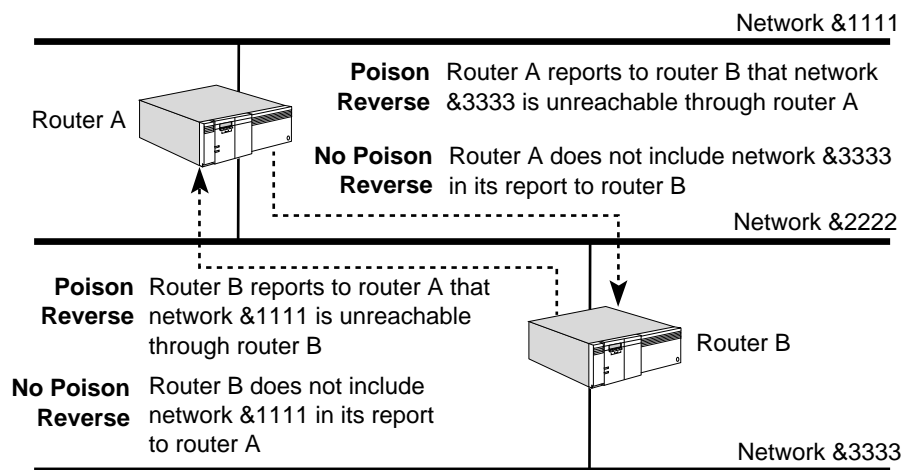 Network &1111
Poison Router A reports to router B that network
Reverse &3333 is unreachable through router A
Router A
No Poison Router A does not include network &3333
Reverse in its report to router B
Network &2222
Poison Router B reports to router A that
Reverse network &1111 is unreachable
through router B
Router B
No Poison Router B does not include
Reverse network &1111 in its report
to router A
Network &3333